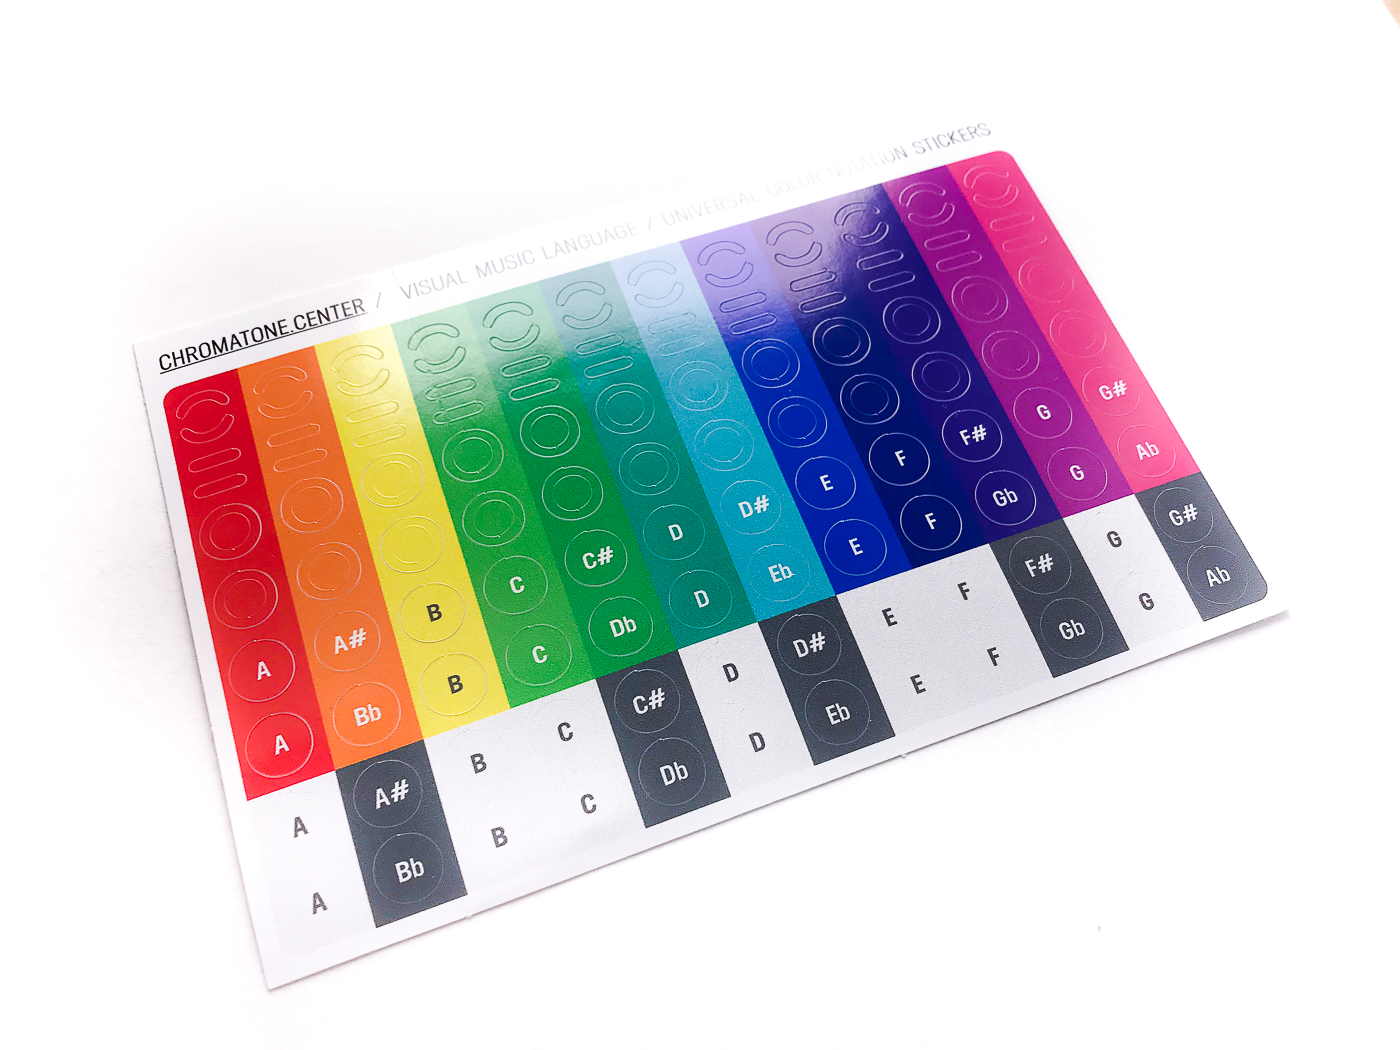 CHROMATONE.CENTER / VISUAL MUSIC LANGUAGE / UNIVERSAL COLOR NOTATION STICKERS
A A# B C C# D D# E F F# G G#
A Bb B C Db D Eb E F Gb G Ab
A A# B C C# D D# E F F# G G#
A Bb B C Db D Eb E F Gb G Ab